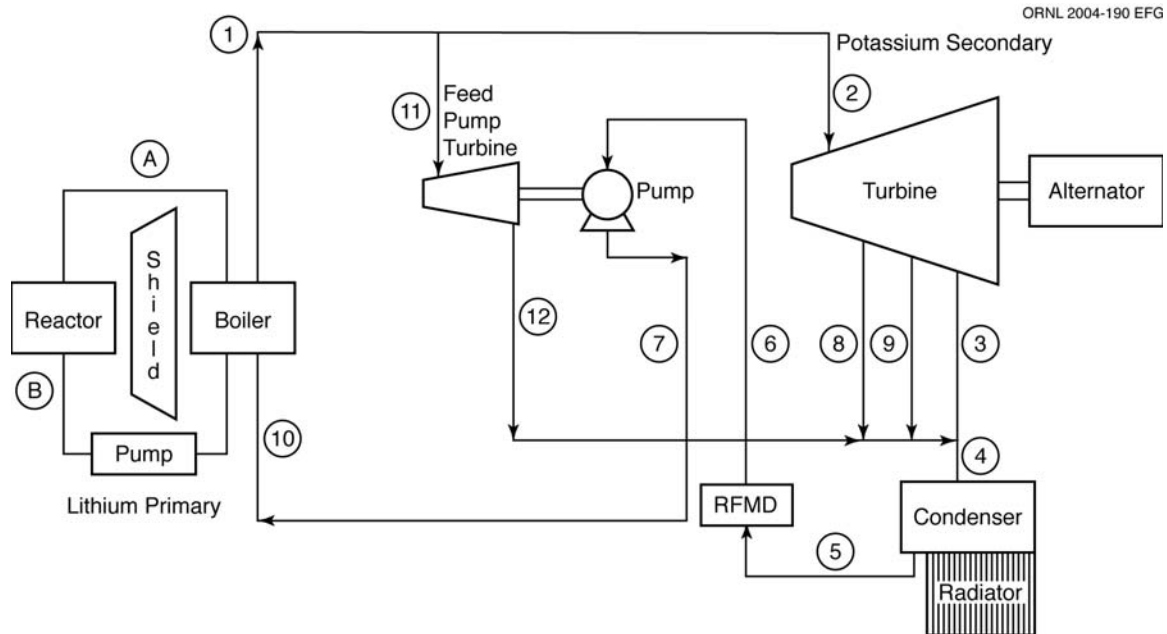 ORNL 2004-190 EFG
1
Potassium Secondary
2
11
Feed
Pump
Turbine
A
Pump
Turbine
Alternator
Shield
Reactor
Boiler
12
7
6
8
9
3
B
10
4
Pump
RFMD
Condenser
Lithium Primary
5
Radiator